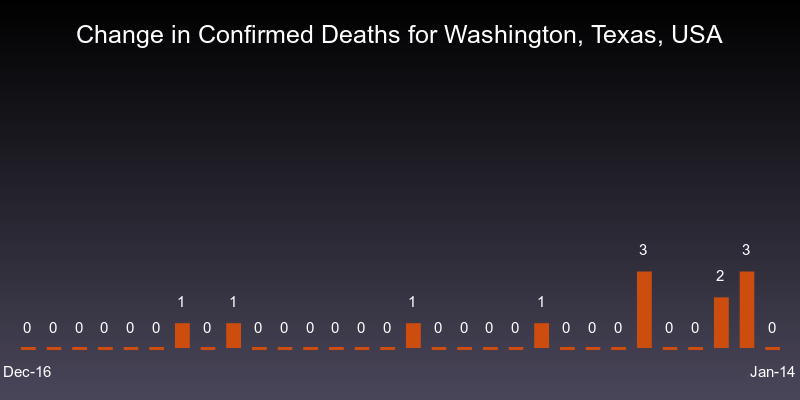 Change in Confirmed Deaths for Washington, Texas, USA
0 0 0 0 0 0 1 0 1 0 0 0 0 0 0 1 0 0 0 0 1 0 0 0 3 0 0 2 3 0
Dec-16 Jan-14